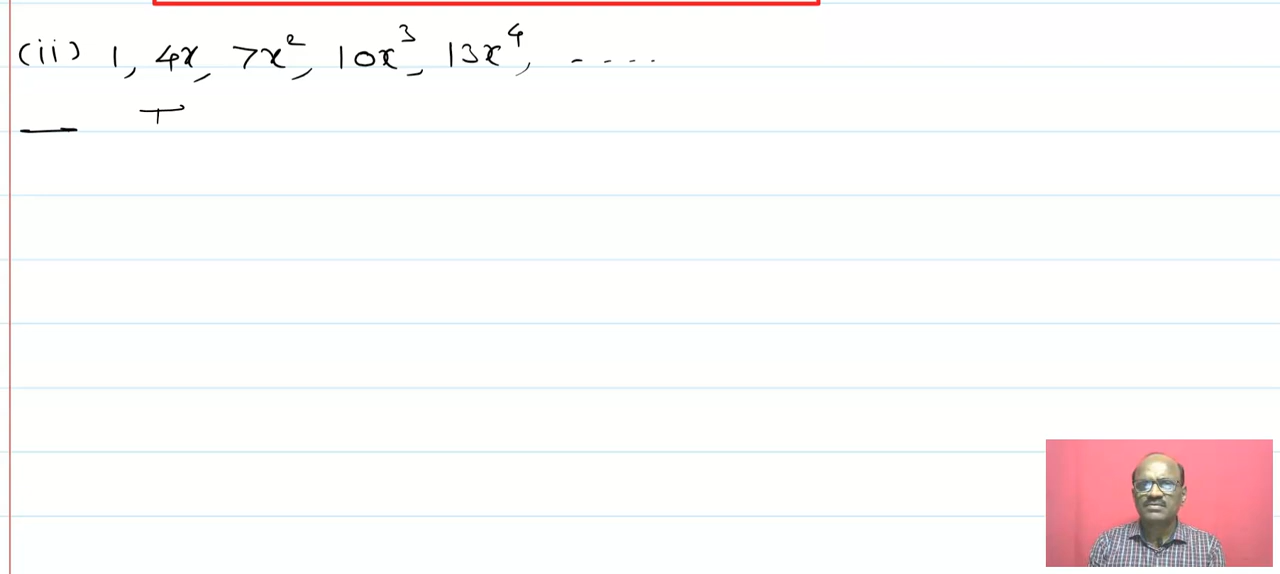 (ii) 1, 4x, 7x², 10x³, 13x⁴, ....
T